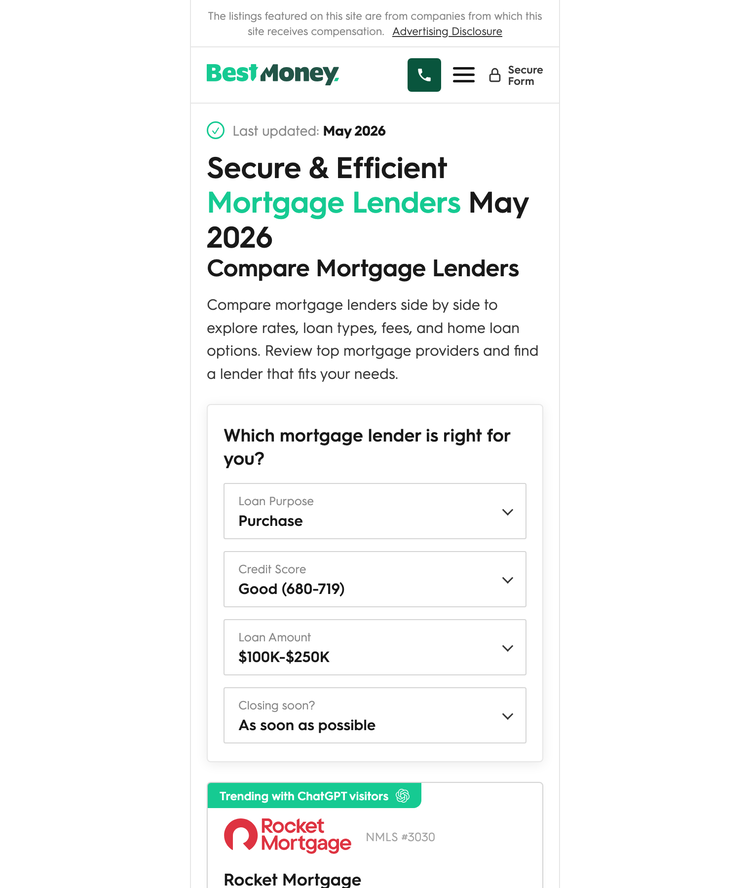 The listings featured on this site are from companies from which this
site receives compensation. Advertising Disclosure
BestMoney.
Secure
Form
Last updated: May 2026
Secure & Efficient
Mortgage Lenders May
2026
Compare Mortgage Lenders
Compare mortgage lenders side by side to
explore rates, loan types, fees, and home loan
options. Review top mortgage providers and find
a lender that fits your needs.
Which mortgage lender is right for
you?
Loan Purpose
Purchase
Credit Score
Good (680-719)
Loan Amount
$100K-$250K
Closing soon?
As soon as possible
Trending with ChatGPT visitors
Rocket
Mortgage
NMLS #3030
Rocket Mortgage